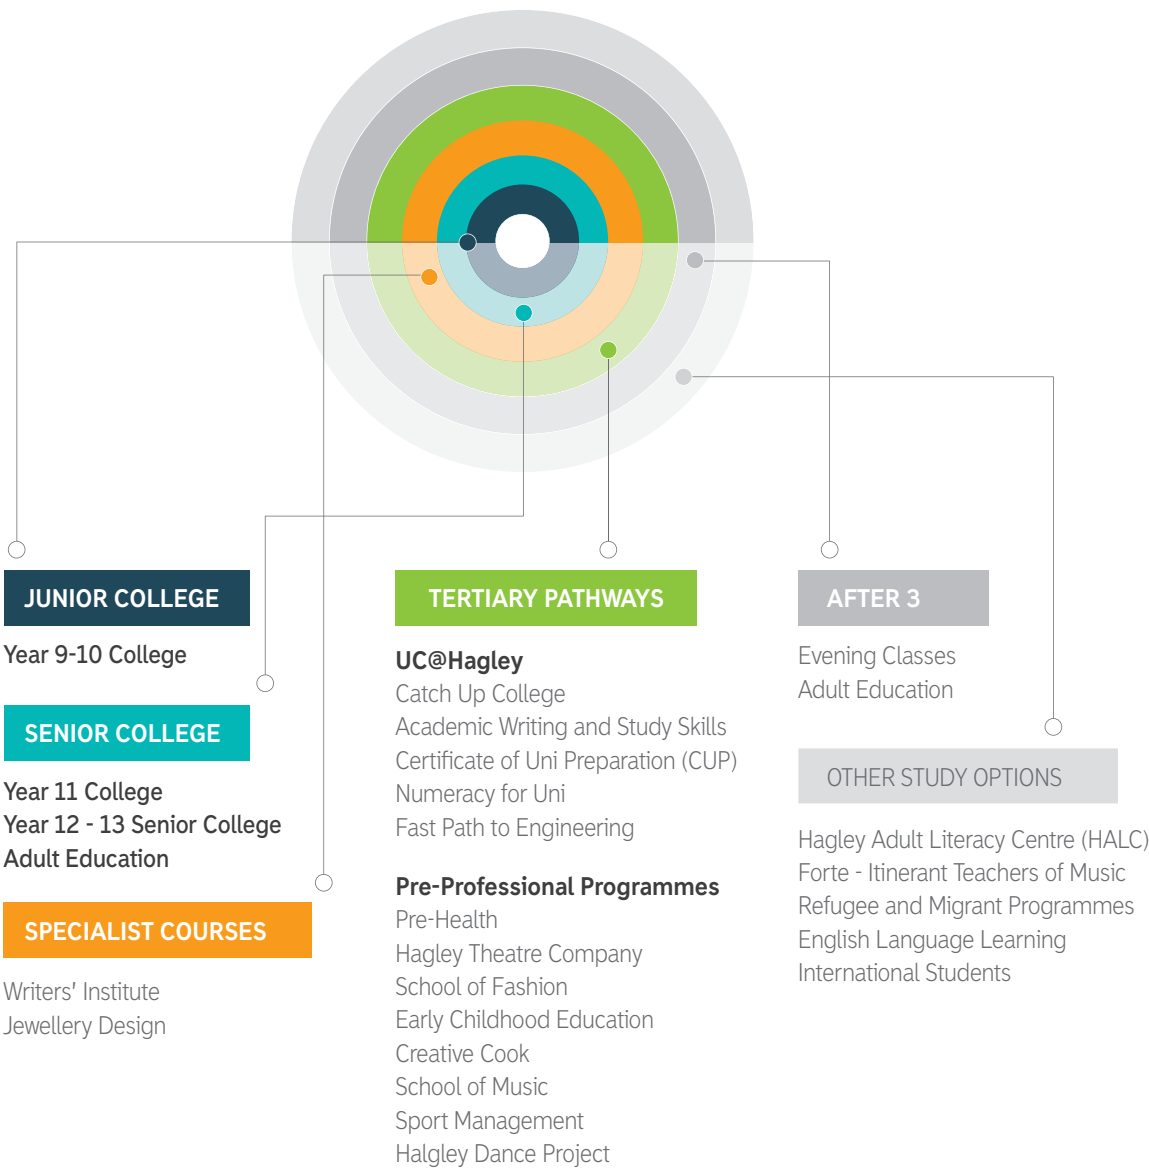 JUNIOR COLLEGE
Year 9-10 College
SENIOR COLLEGE
Year 11 College
Year 12 - 13 Senior College
Adult Education
SPECIALIST COURSES
Writers' Institute
Jewellery Design
TERTIARY PATHWAYS
UC@Hagley
Catch Up College
Academic Writing and Study Skills
Certificate of Uni Preparation (CUP)
Numeracy for Uni
Fast Path to Engineering
Pre-Professional Programmes
Pre-Health
Hagley Theatre Company
School of Fashion
Early Childhood Education
Creative Cook
School of Music
Sport Management
Halgley Dance Project
AFTER 3
Evening Classes
Adult Education
OTHER STUDY OPTIONS
Hagley Adult Literacy Centre (HALC)
Forte - Itinerant Teachers of Music
Refugee and Migrant Programmes
English Language Learning
International Students